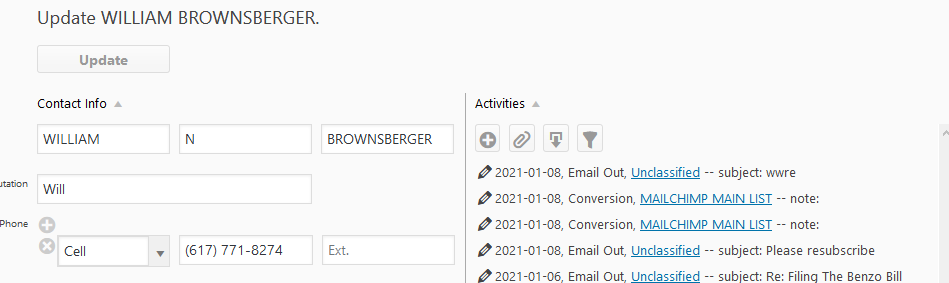 Update WILLIAM BROWNSBERGER.
Update
Contact Info
WILLIAM N BROWNSBERGER
utation Will
Phone
Cell (617) 771-8274 Ext.
Activities
2021-01-08, Email Out, Unclassified -- subject: wwre
2021-01-08, Conversion, MAILCHIMP MAIN LIST -- note:
2021-01-08, Conversion, MAILCHIMP MAIN LIST -- note:
2021-01-08, Email Out, Unclassified -- subject: Please resubscribe
2021-01-06, Email Out, Unclassified -- subject: Re: Filing The Benzo Bill